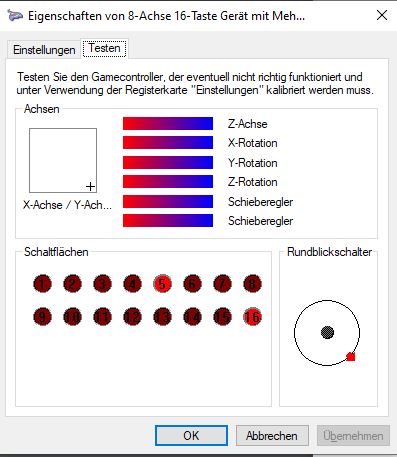 Eigenschaften von 8-Achse 16-Taste Gerät mit Meh...
Einstellungen Testen
Testen Sie den Gamecontroller, der eventuell nicht richtig funktioniert und
unter Verwendung der Registerkarte "Einstellungen" kalibriert werden muss.
Achsen
Z-Achse
X-Rotation
Y-Rotation
Z-Rotation
Schieberegler
Schieberegler
X-Achse / Y-Ach...
Schaltflächen
1 2 3 4 5 6 7 8
9 10 11 12 13 14 15 16
Rundblickschalter
OK Abbrechen Übernehmen